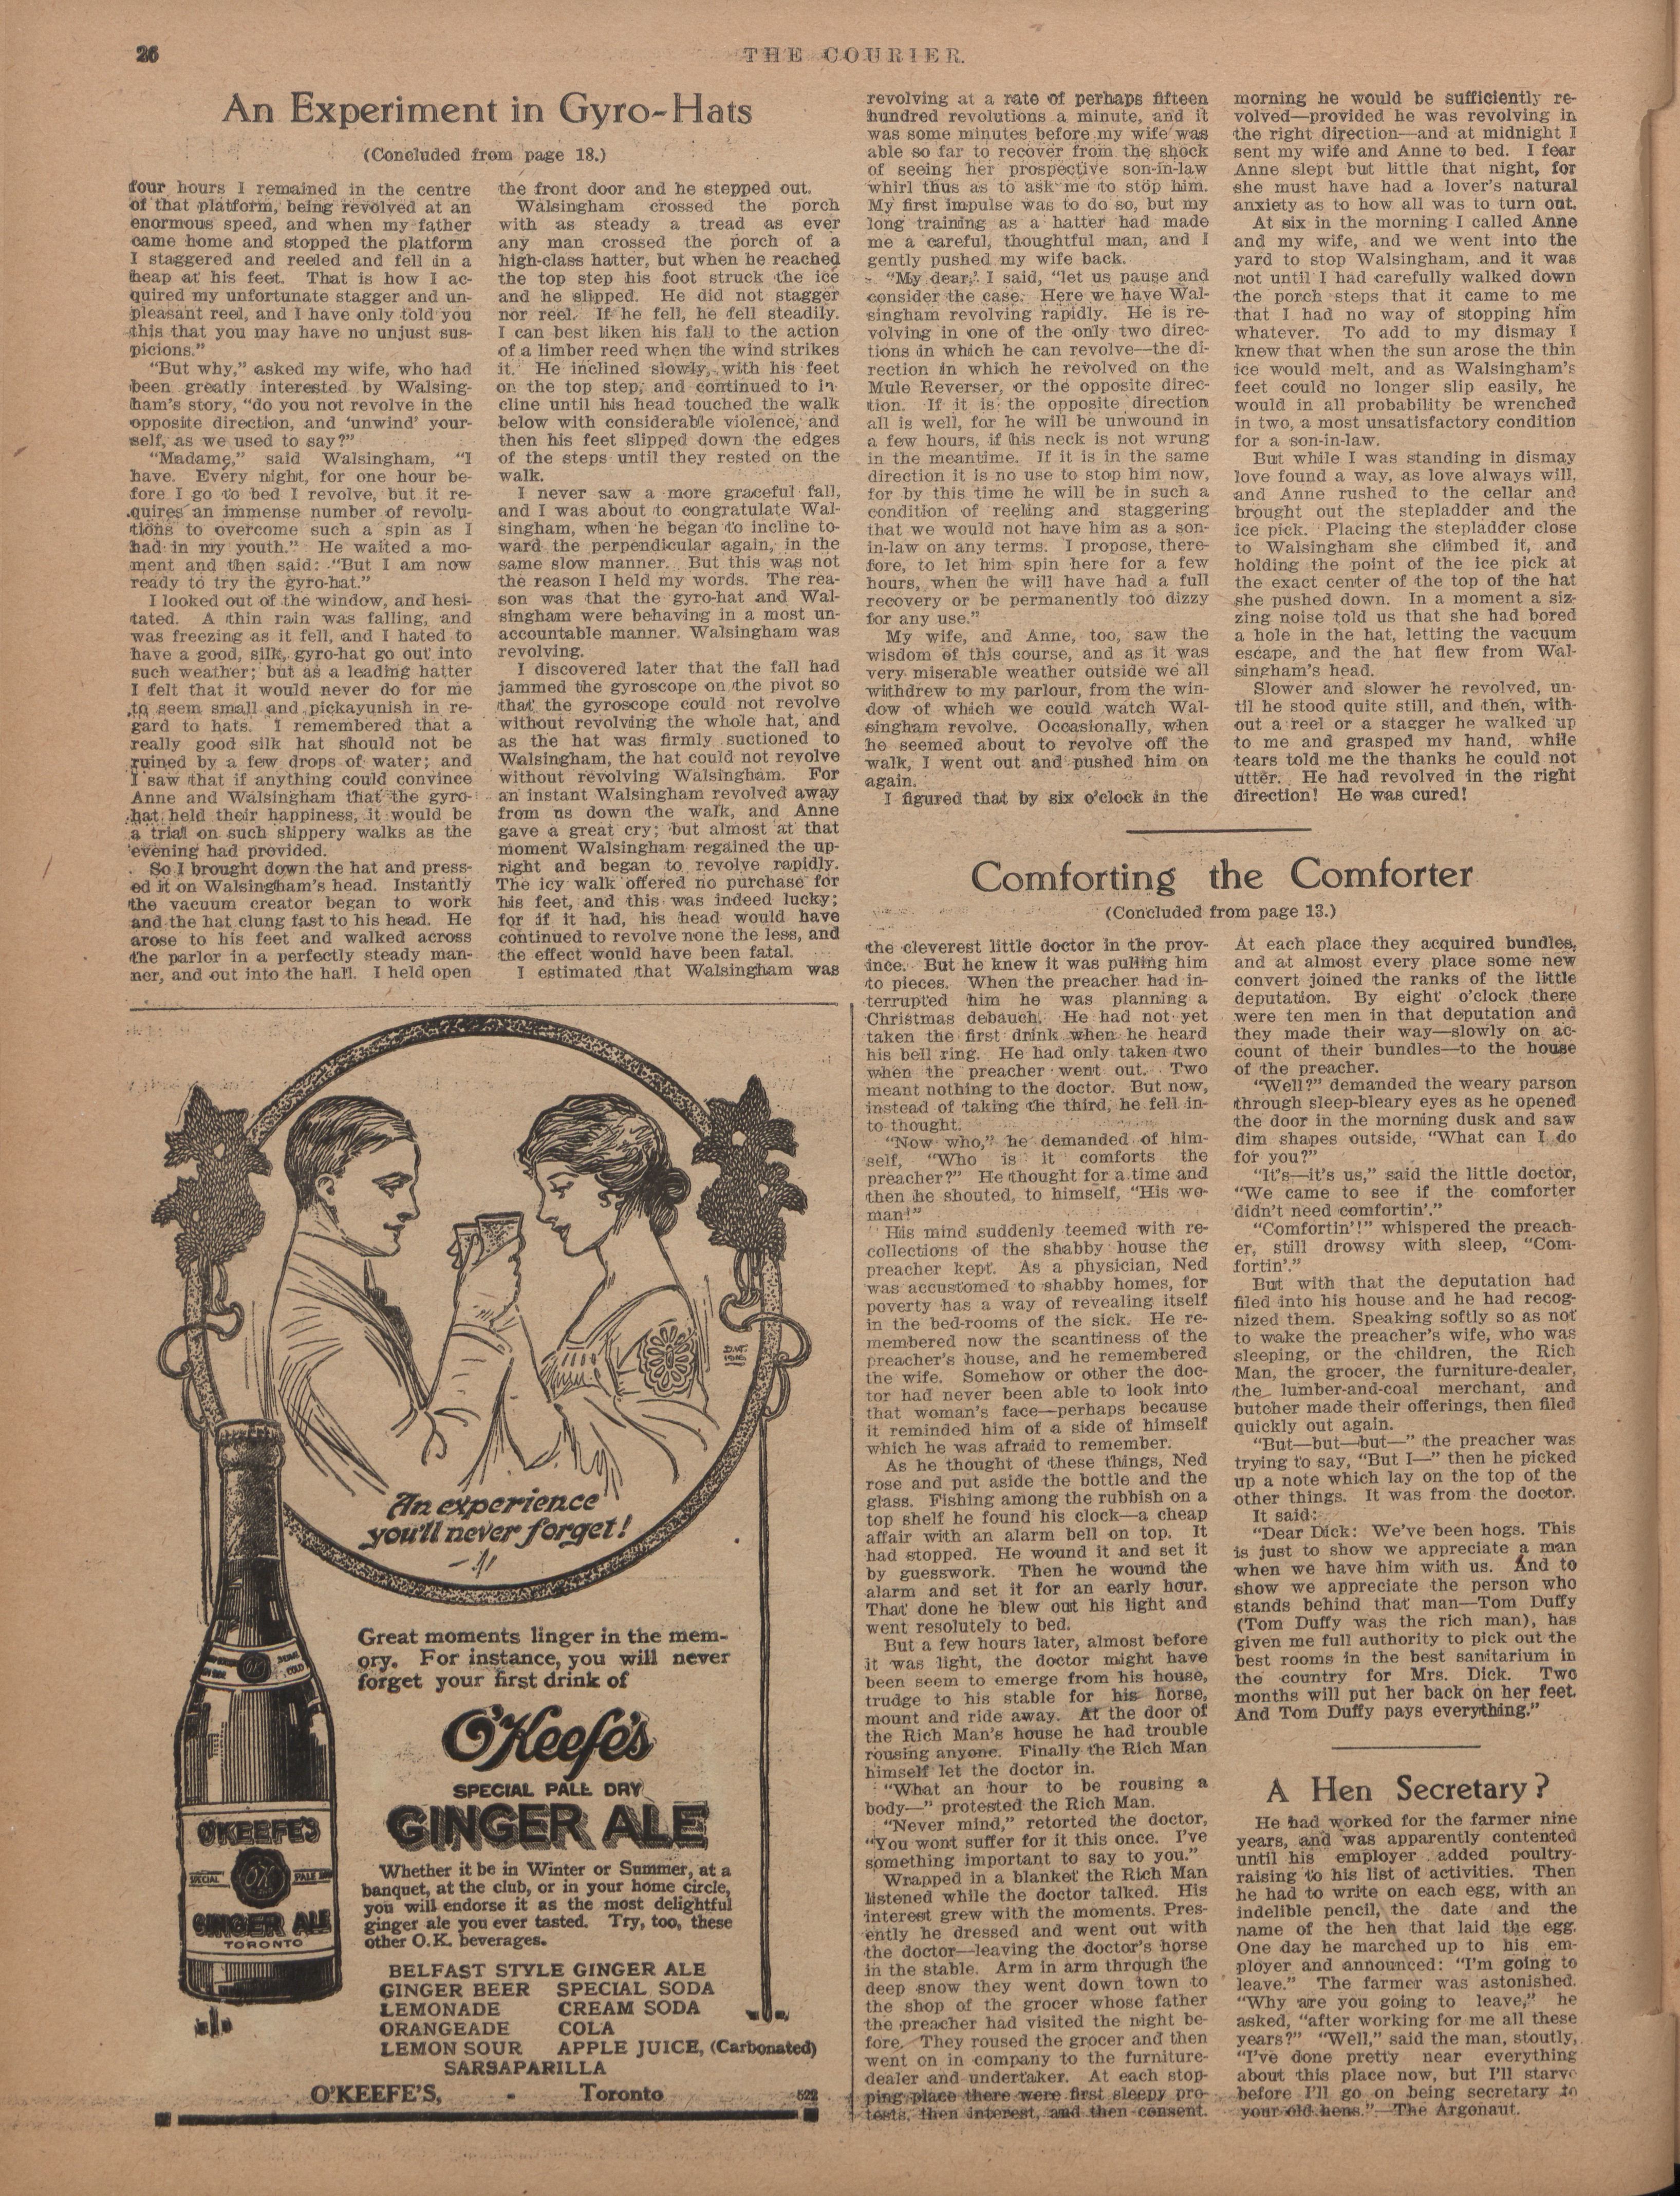 26
THE COURIER.
An Experiment in Gyro-Hats
(Concluded from page 18.)
four hours I remained in the centre
of that platform, being revolved at an
enormous speed, and when my father
came home and stopped the platform
I staggered and reeled and fell in a
heap at his feet. That is how I ac-
quired my unfortunate stagger and un-
pleasant reel, and I have only told you
this that you may have no unjust sus-
picions."
"But why," asked my wife, who had
been greatly interested by Walsing-
ham's story, "do you not revolve in the
opposite direction, and 'unwind' your-
self, as we used to say?"
"Madame," said Walsingham, "I
have. Every night, for one hour be-
fore I go to bed I revolve, but it re-
quires an immense number of revolu-
tions to overcome such a spin as I
had in my youth." He waited a mo-
ment and then said: "But I am now
ready to try the gyro-hat."
I looked out of the window, and hesi-
tated. A thin rain was falling, and
was freezing as it fell, and I hated to
have a good, silk, gyro-hat go out into
such weather; but as a leading hatter
I felt that it would never do for me
to seem small and pickayunish in re-
gard to hats. I remembered that a
really good silk hat should not be
ruined by a few drops of water; and
I saw that if anything could convince
Anne and Walsingham that the gyro-
hat held their happiness, it would be
a trial on such slippery walks as the
evening had provided.
So I brought down the hat and press-
ed it on Walsingham's head. Instantly
the vacuum creator began to work
and the hat clung fast to his head. He
arose to his feet and walked across
the parlor in a perfectly steady man-
ner, and out into the hall. I held open
the front door and he stepped out.
Walsingham crossed the porch
with as steady a tread as ever
any man crossed the porch of a
high-class hatter, but when he reached
the top step his foot struck the ice
and he slipped. He did not stagger
nor reel. If he fell, he fell steadily.
I can best liken his fall to the action
of a limber reed when the wind strikes
it. He inclined slowly, with his feet
on the top step, and continued to in-
cline until his head touched the walk
below with considerable violence, and
then his feet slipped down the edges
of the steps until they rested on the
walk.
I never saw a more graceful fall,
and I was about to congratulate Wal-
singham, when he began to incline to-
ward the perpendicular again, in the
same slow manner. But this was not
the reason I held my words. The rea-
son was that the gyro-hat and Wal-
singham were behaving in a most un-
accountable manner. Walsingham was
revolving.
I discovered later that the fall had
jammed the gyroscope on the pivot so
that the gyroscope could not revolve
without revolving the whole hat, and
as the hat was firmly suctioned to
Walsingham, the hat could not revolve
without revolving Walsingham. For
an instant Walsingham revolved away
from us down the walk, and Anne
gave a great cry; but almost at that
moment Walsingham regained the up-
right and began to revolve rapidly.
The icy walk offered no purchase for
his feet, and this was indeed lucky;
for if it had, his head would have
continued to revolve none the less, and
the effect would have been fatal.
I estimated that Walsingham was
revolving at a rate of perhaps fifteen
hundred revolutions a minute, and it
was some minutes before my wife was
able so far to recover from the shock
of seeing her prospective son-in-law
whirl thus as to ask me to stop him.
My first impulse was to do so, but my
long training as a hatter had made
me a careful, thoughtful man, and I
gently pushed my wife back.
"My dear," I said, "let us pause and
consider the case. Here we have Wal-
singham revolving rapidly. He is re-
volving in one of the only two direc-
tions in which he can revolve—the di-
rection in which he revolved on the
Mule Reverser, or the opposite direc-
tion. If it is the opposite direction
all is well, for he will be unwound in
a few hours, if his neck is not wrung
in the meantime. If it is in the same
direction it is no use to stop him now,
for by this time he will be in such a
condition of reeling and staggering
that we would not have him as a son-
in-law on any terms. I propose, there-
fore, to let him spin here for a few
hours, when he will have had a full
recovery or be permanently too dizzy
for any use."
My wife, and Anne, too, saw the
wisdom of this course, and as it was
very miserable weather outside we all
withdrew to my parlour, from the win-
dow of which we could watch Wal-
singham revolve. Occasionally, when
he seemed about to revolve off the
walk, I went out and pushed him on
again.
I figured that by six o'clock in the
morning he would be sufficiently re-
volved—provided he was revolving in
the right direction—and at midnight I
sent my wife and Anne to bed. I fear
Anne slept but little that night, for
she must have had a lover's natural
anxiety as to how all was to turn out.
At six in the morning I called Anne
and my wife, and we went into the
yard to stop Walsingham, and it was
not until I had carefully walked down
the porch steps that it came to me
that I had no way of stopping him
whatever. To add to my dismay I
knew that when the sun arose the thin
ice would melt, and as Walsingham's
feet could no longer slip easily, he
would in all probability be wrenched
in two, a most unsatisfactory condition
for a son-in-law.
But while I was standing in dismay
love found a way, as love always will,
and Anne rushed to the cellar and
brought out the stepladder and the
ice pick. Placing the stepladder close
to Walsingham she climbed it, and
holding the point of the ice pick at
the exact center of the top of the hat
she pushed down. In a moment a siz-
zing noise told us that she had bored
a hole in the hat, letting the vacuum
escape, and the hat flew from Wal-
singham's head.
Slower and slower he revolved, un-
til he stood quite still, and then, with-
out a reel or a stagger he walked up
to me and grasped my hand, while
tears told me the thanks he could not
utter. He had revolved in the right
direction! He was cured!
Comforting the Comforter
(Concluded from page 13.)
the cleverest little doctor in the prov-
ince. But he knew it was pulling him
to pieces. When the preacher had in-
terrupted him he was planning a
Christmas debauch. He had not yet
taken the first drink when he heard
his bell ring. He had only taken two
when the preacher went out. Two
meant nothing to the doctor. But now,
instead of taking the third, he fell in-
to thought.
"Now who," he demanded of him-
self, "Who is it comforts the
preacher?" He thought for a time and
then he shouted, to himself, "His wo-
man!"
His mind suddenly teemed with re-
collections of the shabby house the
preacher kept. As a physician, Ned
was accustomed to shabby homes, for
poverty has a way of revealing itself
in the bed-rooms of the sick. He re-
membered now the scantiness of the
preacher's house, and he remembered
the wife. Somehow or other the doc-
tor had never been able to look into
that woman's face—perhaps because
it reminded him of a side of himself
which he was afraid to remember.
As he thought of these things, Ned
rose and put aside the bottle and the
glass. Fishing among the rubbish on a
top shelf he found his clock—a cheap
affair with an alarm bell on top. It
had stopped. He wound it and set it
by guesswork. Then he wound the
alarm and set it for an early hour.
That done he blew out his light and
went resolutely to bed.
But a few hours later, almost before
it was light, the doctor might have
been seem to emerge from his house,
trudge to his stable for his horse,
mount and ride away. At the door of
the Rich Man's house he had trouble
rousing anyone. Finally the Rich Man
himself let the doctor in.
"What an hour to be rousing a
body—" protested the Rich Man.
"Never mind," retorted the doctor,
"You wont suffer for it this once. I've
something important to say to you."
Wrapped in a blanket the Rich Man
listened while the doctor talked. His
interest grew with the moments. Pres-
ently he dressed and went out with
the doctor—leaving the doctor's horse
in the stable. Arm in arm through the
deep snow they went down town to
the shop of the grocer whose father
the preacher had visited the night be-
fore. They roused the grocer and then
went on in company to the furniture-
dealer and undertaker. At each stop-
ping place there were first sleepy pro-
tests, then interest, and then consent.
At each place they acquired bundles,
and at almost every place some new
convert joined the ranks of the little
deputation. By eight o'clock there
were ten men in that deputation and
they made their way—slowly on ac-
count of their bundles—to the house
of the preacher.
"Well?" demanded the weary parson
through sleep-bleary eyes as he opened
the door in the morning dusk and saw
dim shapes outside, "What can I do
for you?"
"It's—it's us," said the little doctor,
"We came to see if the comforter
didn't need comfortin'."
"Comfortin'!" whispered the preach-
er, still drowsy with sleep, "Com-
fortin'."
But with that the deputation had
filed into his house and he had recog-
nized them. Speaking softly so as not
to wake the preacher's wife, who was
sleeping, or the children, the Rich
Man, the grocer, the furniture-dealer,
the lumber-and-coal merchant, and
butcher made their offerings, then filed
quickly out again.
"But—but—but—" the preacher was
trying to say, "But I—" then he picked
up a note which lay on the top of the
other things. It was from the doctor.
It said:
"Dear Dick: We've been hogs. This
is just to show we appreciate a man
when we have him with us. And to
show we appreciate the person who
stands behind that man—Tom Duffy
(Tom Duffy was the rich man), has
given me full authority to pick out the
best rooms in the best sanitarium in
the country for Mrs. Dick. Two
months will put her back on her feet.
And Tom Duffy pays everything."
A Hen Secretary?
He had worked for the farmer nine
years, and was apparently contented
until his employer added poultry-
raising to his list of activities. Then
he had to write on each egg, with an
indelible pencil, the date and the
name of the hen that laid the egg.
One day he marched up to his em-
ployer and announced: "I'm going to
leave." The farmer was astonished.
"Why are you going to leave," he
asked, "after working for me all these
years?" "Well," said the man, stoutly,
"I've done pretty near everything
about this place now, but I'll starve
before I'll go on being secretary to
your old hens."—The Argonaut.
An experience
you'll never forget!
Great moments linger in the mem-
ory. For instance, you will never
forget your first drink of
O'Keefe's
SPECIAL PALE DRY
GINGER ALE
O'KEEFE'S
SPECIAL OK PALE DRY
GINGER ALE
TORONTO
Whether it be in Winter or Summer, at a
banquet, at the club, or in your home circle,
you will endorse it as the most delightful
ginger ale you ever tasted. Try, too, these
other O.K. beverages.
BELFAST STYLE GINGER ALE
GINGER BEER SPECIAL SODA
LEMONADE CREAM SODA
ORANGEADE COLA
LEMON SOUR APPLE JUICE, (Carbonated)
SARSAPARILLA
O'KEEFE'S, - Toronto
522